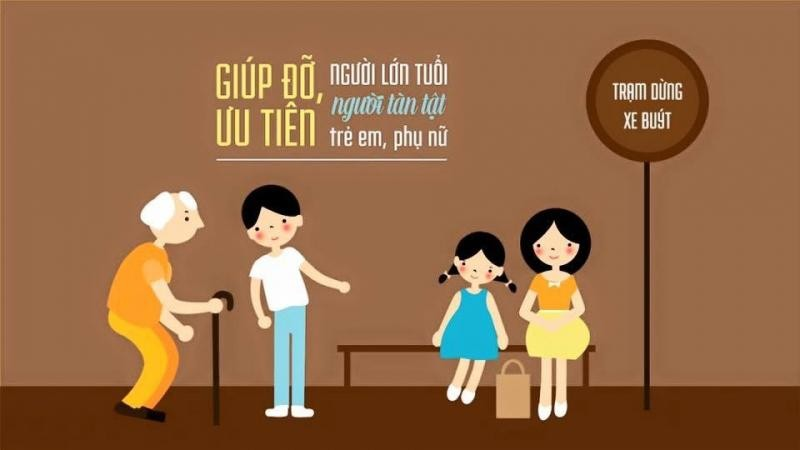 GIÚP ĐỠ,
ƯU TIÊN
NGƯỜI LỚN TUỔI
người tàn tật
trẻ em, phụ nữ
TRẠM DỪNG
XE BUÝT